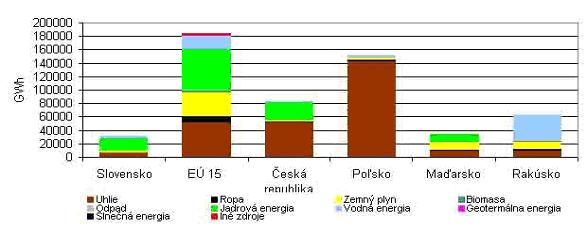 200000
180000
160000
140000
120000
100000
80000
60000
40000
20000
0
GWh
Slovensko EÚ 15 Česká republika Poľsko Maďarsko Rakúsko
Uhlie Ropa Zemný plyn Biomasa
Odpad Jadrová energia Vodná energia Geotermálna energia
Slnečná energia Iné zdroje